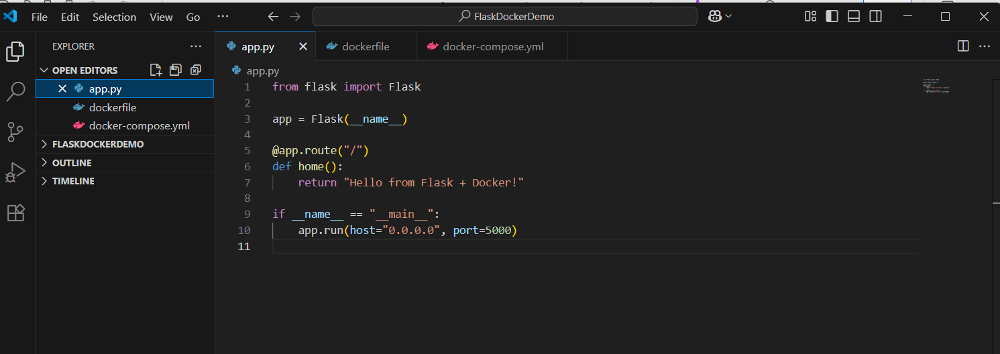 File Edit Selection View Go ··· FlaskDockerDemo
EXPLORER ···
OPEN EDITORS
app.py
dockerfile
docker-compose.yml
FLASKDOCKERDEMO
OUTLINE
TIMELINE
app.py dockerfile docker-compose.yml ···
app.py
1 from flask import Flask
2
3 app = Flask(__name__)
4
5 @app.route("/")
6 def home():
7     return "Hello from Flask + Docker!"
8
9 if __name__ == "__main__":
10     app.run(host="0.0.0.0", port=5000)
11